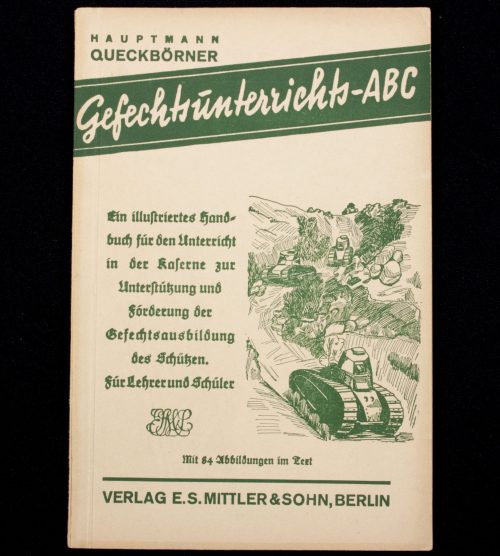 HAUPTMANN
QUECKBÖRNER
Gefechtsunterrichts-ABC
Ein illustriertes Hand-
buch für den Unterricht
in der Kaserne zur
Unterstützung und
Förderung der
Gefechtsausbildung
des Schützen.
Für Lehrer und Schüler
Mit 84 Abbildungen im Text
VERLAG E.S. MITTLER & SOHN, BERLIN